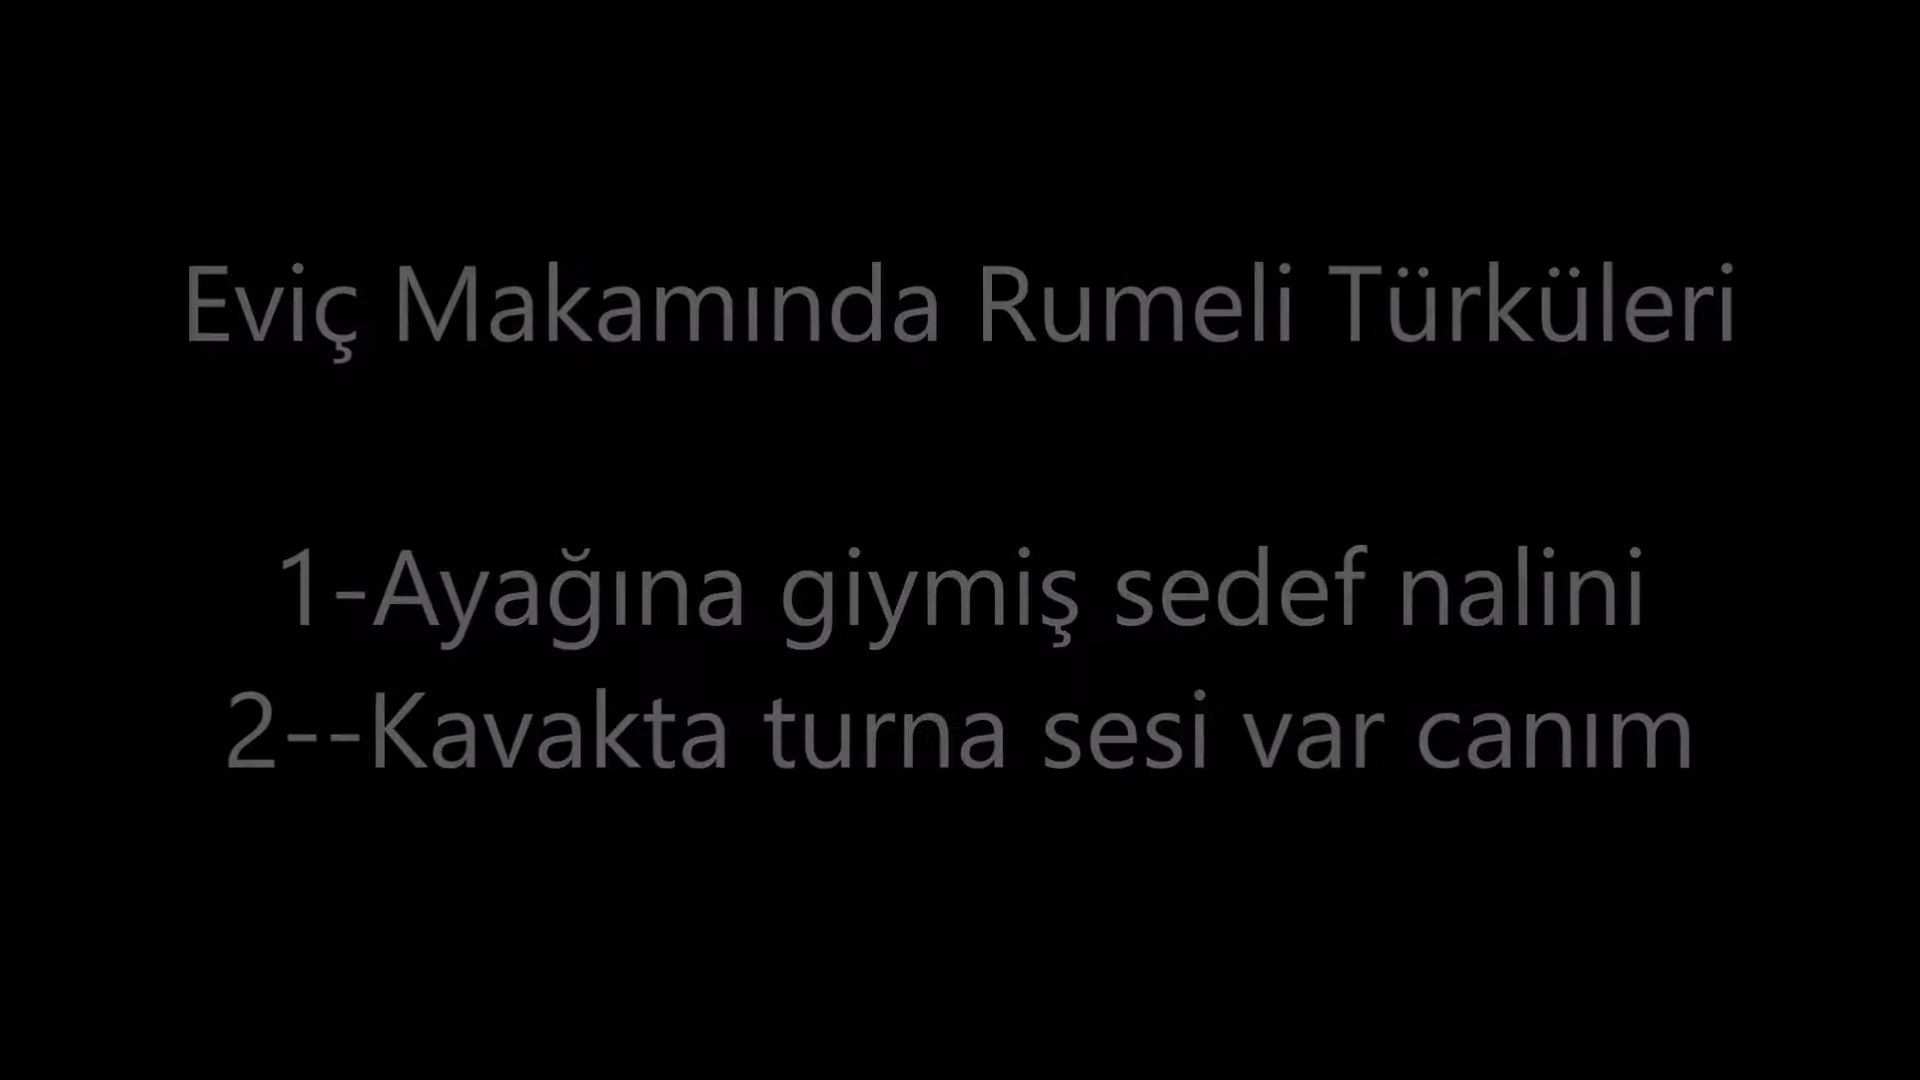 Eviç Makamında Rumeli Türküleri
1-Ayağına giymiş sedef nalini
2--Kavakta turna sesi var canım